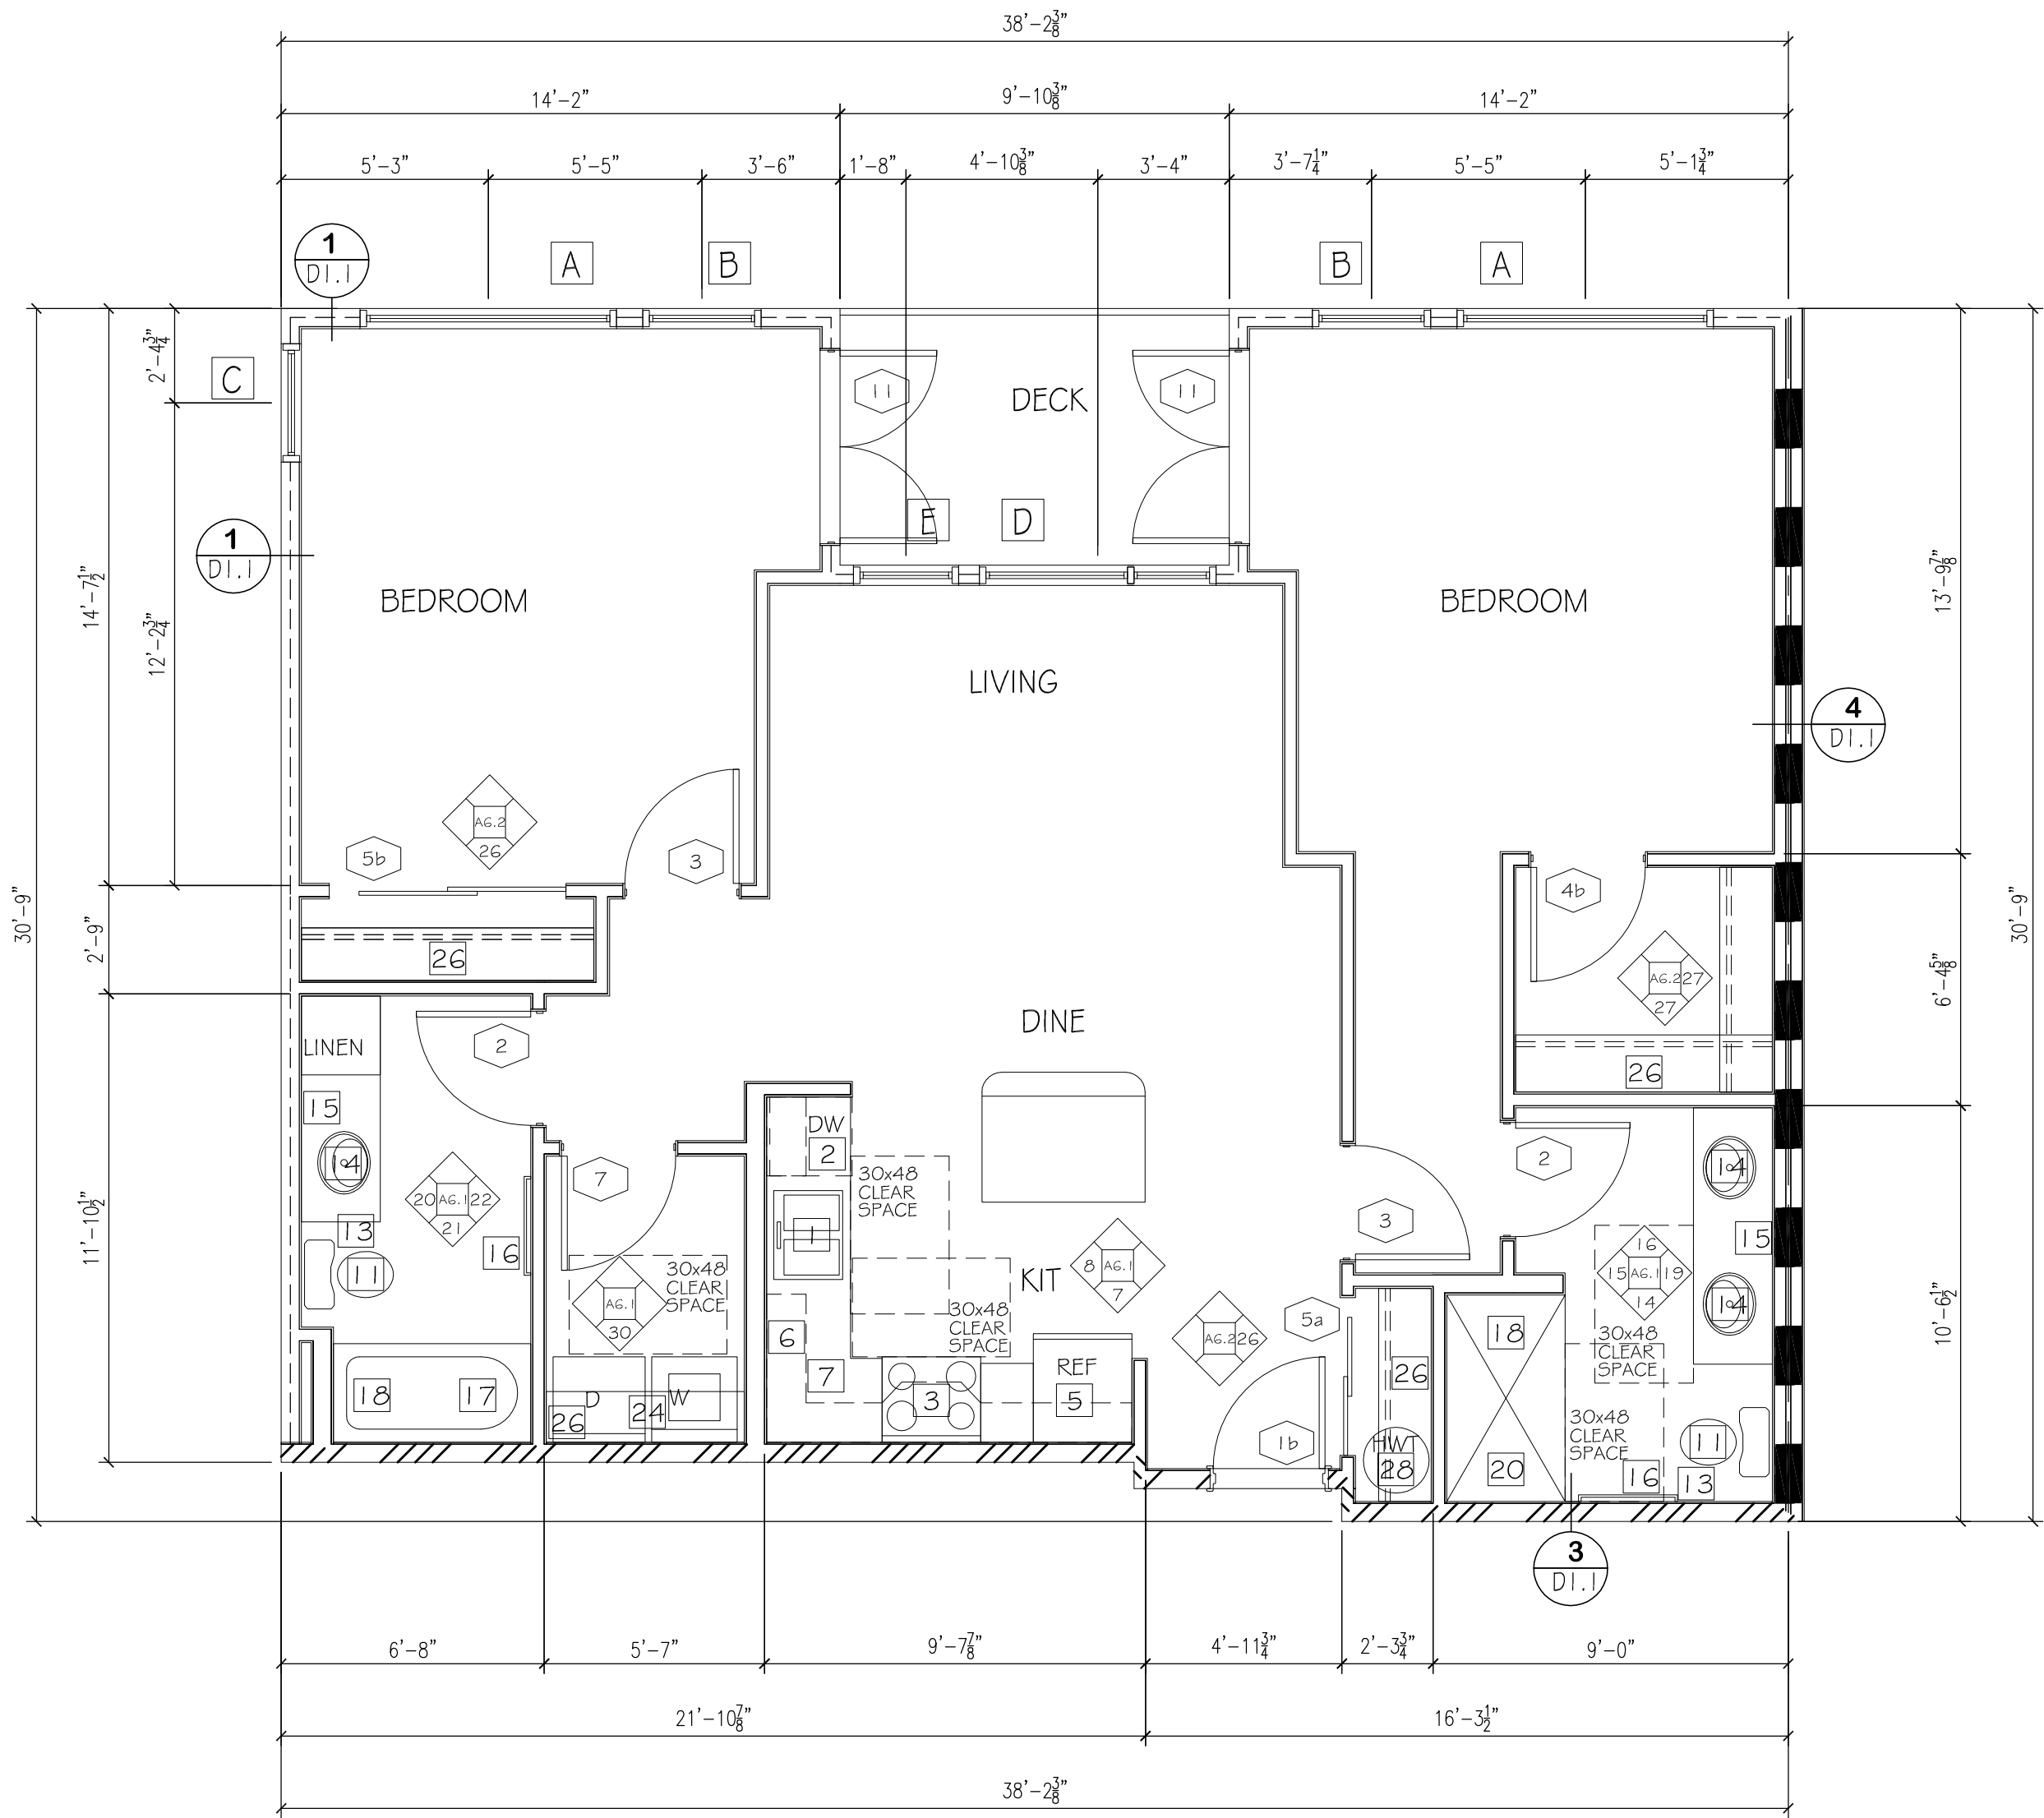 38'-2 3/8"
14'-2" 9'-10 3/8" 14'-2"
5'-3" 5'-5" 3'-6" 1'-8" 4'-10 3/8" 3'-4" 3'-7 1/4" 5'-5" 5'-1 3/4"
1
D1.1
A B B A
2'-4 3/4"
C
11 DECK 11
E D
1
D1.1
14'-7 1/2"
12'-2 3/4"
13'-9 7/8"
BEDROOM BEDROOM
LIVING
4
D1.1
A6.2
26
5b 3 4b
30'-9" 2'-9" 30'-9"
26
A6.2 27
27
6'-4 5/8"
2 DINE
LINEN
26
15
DW
2
14
20 A6.1 22
21
7
30x48
CLEAR
SPACE
2
14
13
1
3
15
16
11
30x48
CLEAR
SPACE
A6.1
30
KIT
8 A6.1
7
16
15 A6.1 19
14
14
11'-10 1/2"
30x48
CLEAR
SPACE
6
5a
A6.2 26
18
30x48
CLEAR
SPACE
10'-6 1/2"
18 17
D W
26 24
7
3
REF
5
26
1b
HWT
28
20
30x48
CLEAR
SPACE
11
16 13
3
D1.1
6'-8" 5'-7" 9'-7 7/8" 4'-11 3/4" 2'-3 3/4" 9'-0"
21'-10 7/8" 16'-3 1/2"
38'-2 3/8"